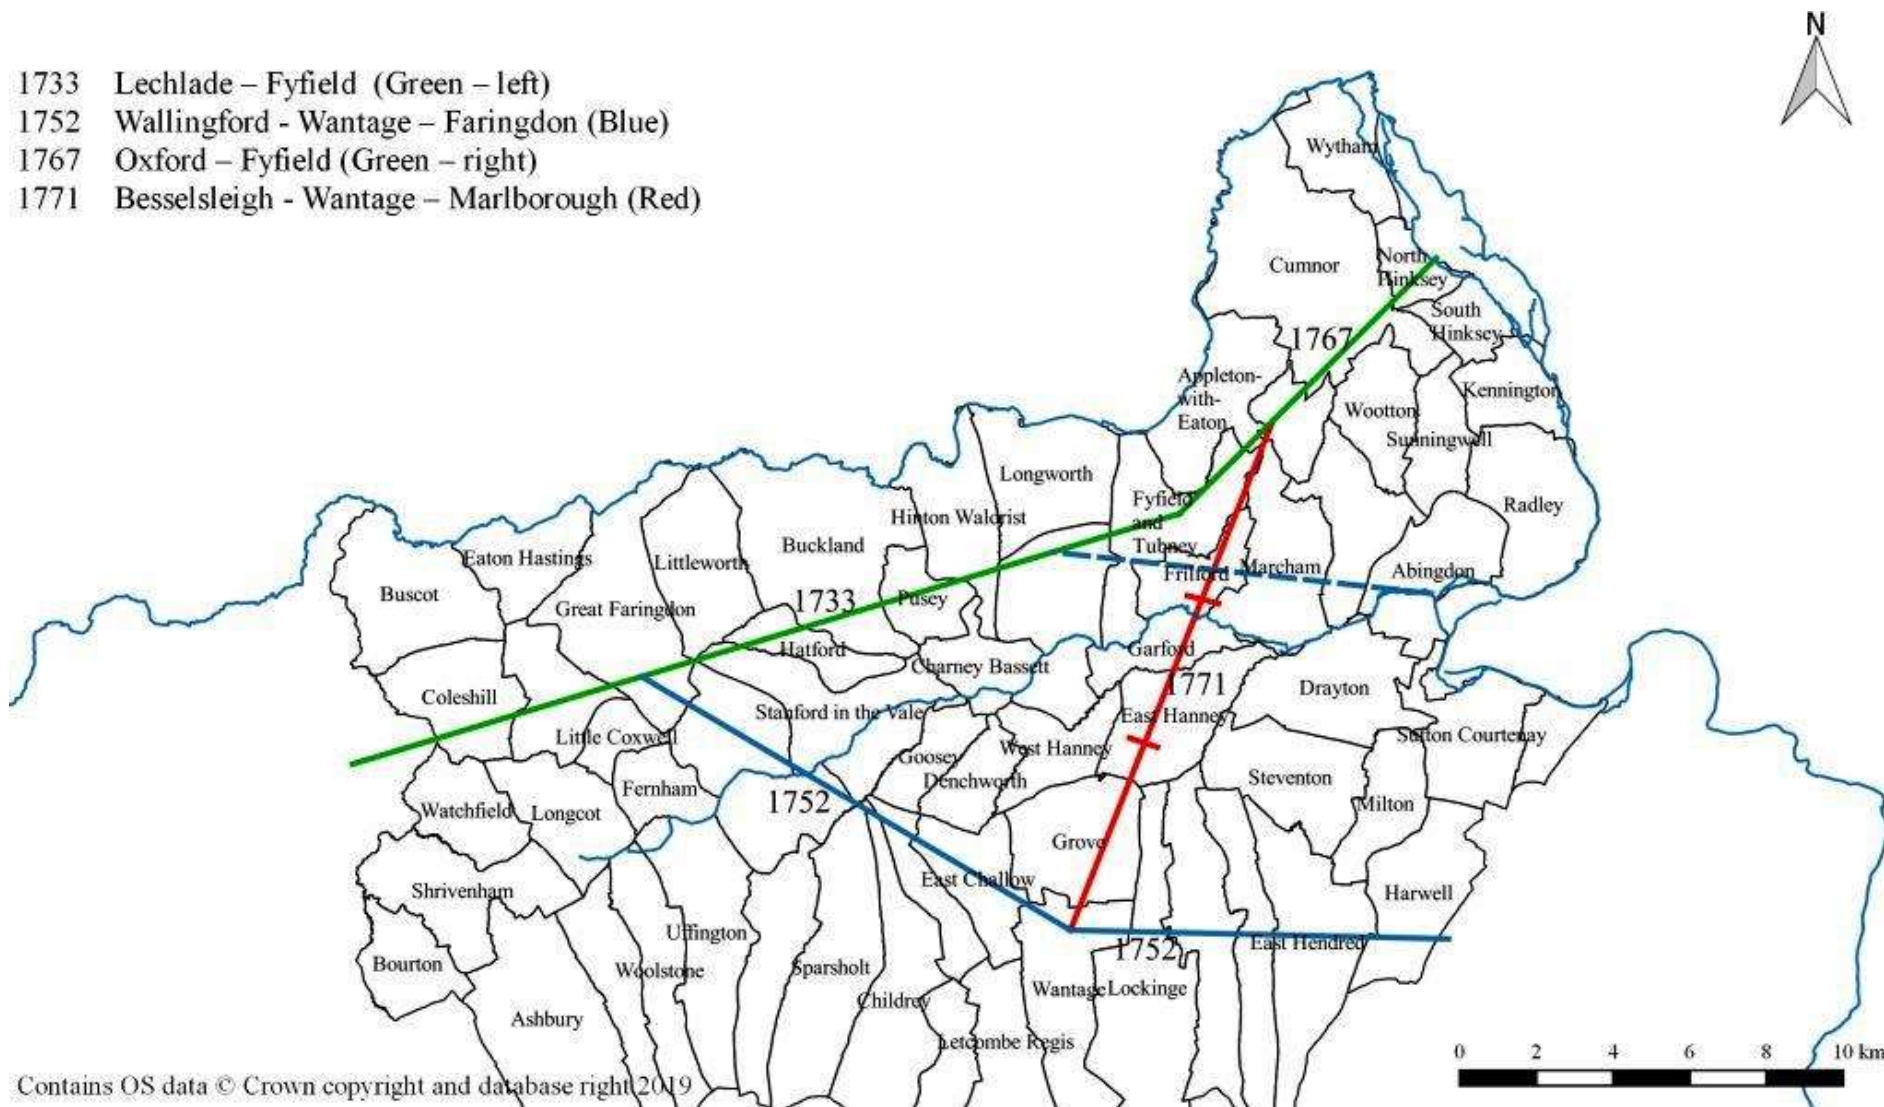 N
1733 Lechlade – Fyfield (Green – left)
1752 Wallingford - Wantage – Faringdon (Blue)
1767 Oxford – Fyfield (Green – right)
1771 Besselsleigh - Wantage – Marlborough (Red)
Wytham
Cumnor
North
Hinksey
South
Hinksey
1767
Appleton-
with-
Eaton
Kennington
Wootton
Sunningwell
Longworth
Fyfield
and
Tubney
Radley
Hinton Waldrist
Buckland
Eaton Hastings
Littleworth
Frilford
Marcham
Abingdon
Buscot
Great Faringdon
1733
Pusey
Hatford
Charney Bassett
Garford
1771
Drayton
Coleshill
Stanford in the Vale
East Hanney
Little Coxwell
West Hanney
Sutton Courtenay
Goosey
Denchworth
Steventon
Fernham
1752
Milton
Watchfield
Longcot
Grove
East Challow
Shrivenham
Harwell
Uffington
1752
East Hendred
Bourton
Woolstone
Sparsholt
Childrey
Wantage
Lockinge
Ashbury
Letcombe Regis
0 2 4 6 8 10 km
Contains OS data © Crown copyright and database right 2019